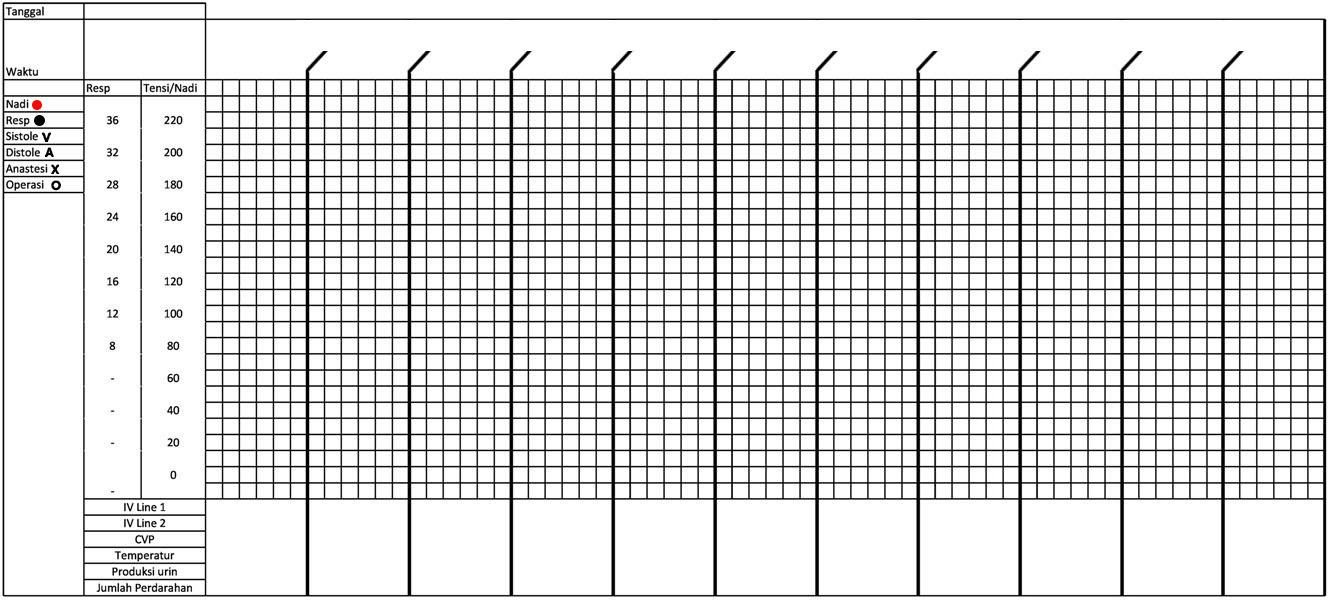 Tanggal
Waktu
Resp Tensi/Nadi
Nadi
Resp 36 220
Sistole V
Distole A 32 200
Anastesi X
Operasi O 28 180
24 160
20 140
16 120
12 100
8 80
- 60
- 40
- 20
0
-
IV Line 1
IV Line 2
CVP
Temperatur
Produksi urin
Jumlah Perdarahan